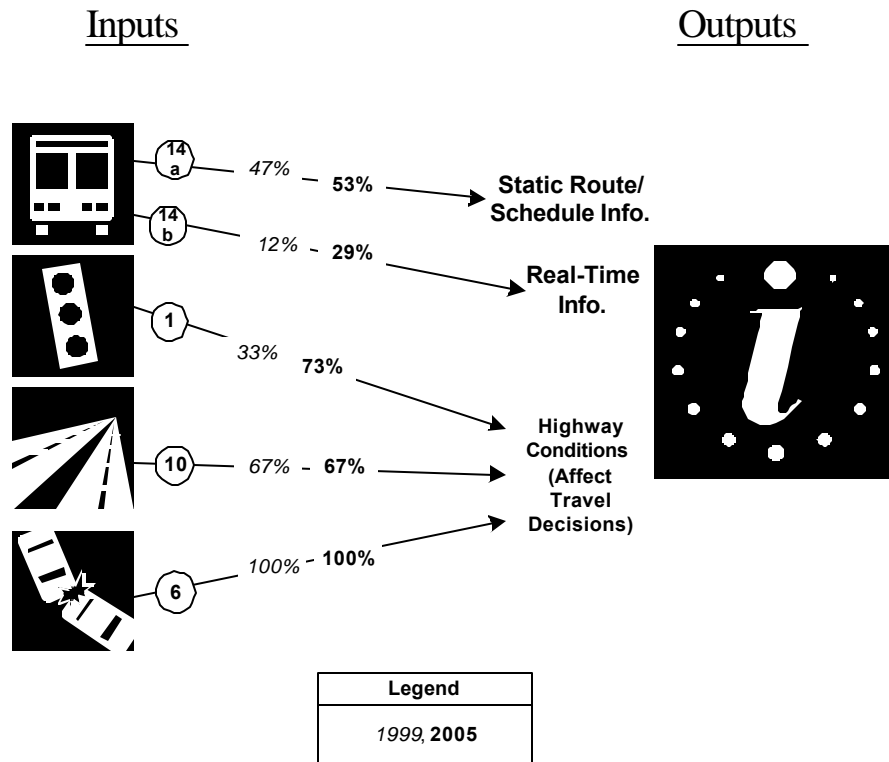 Inputs
Outputs
14
a
47%
53%
Static Route/
Schedule Info.
14
b
12%
29%
Real-Time
Info.
1
33%
73%
Highway
Conditions
(Affect
Travel
Decisions)
10
67%
67%
6
100%
100%
i
Legend
1999, 2005